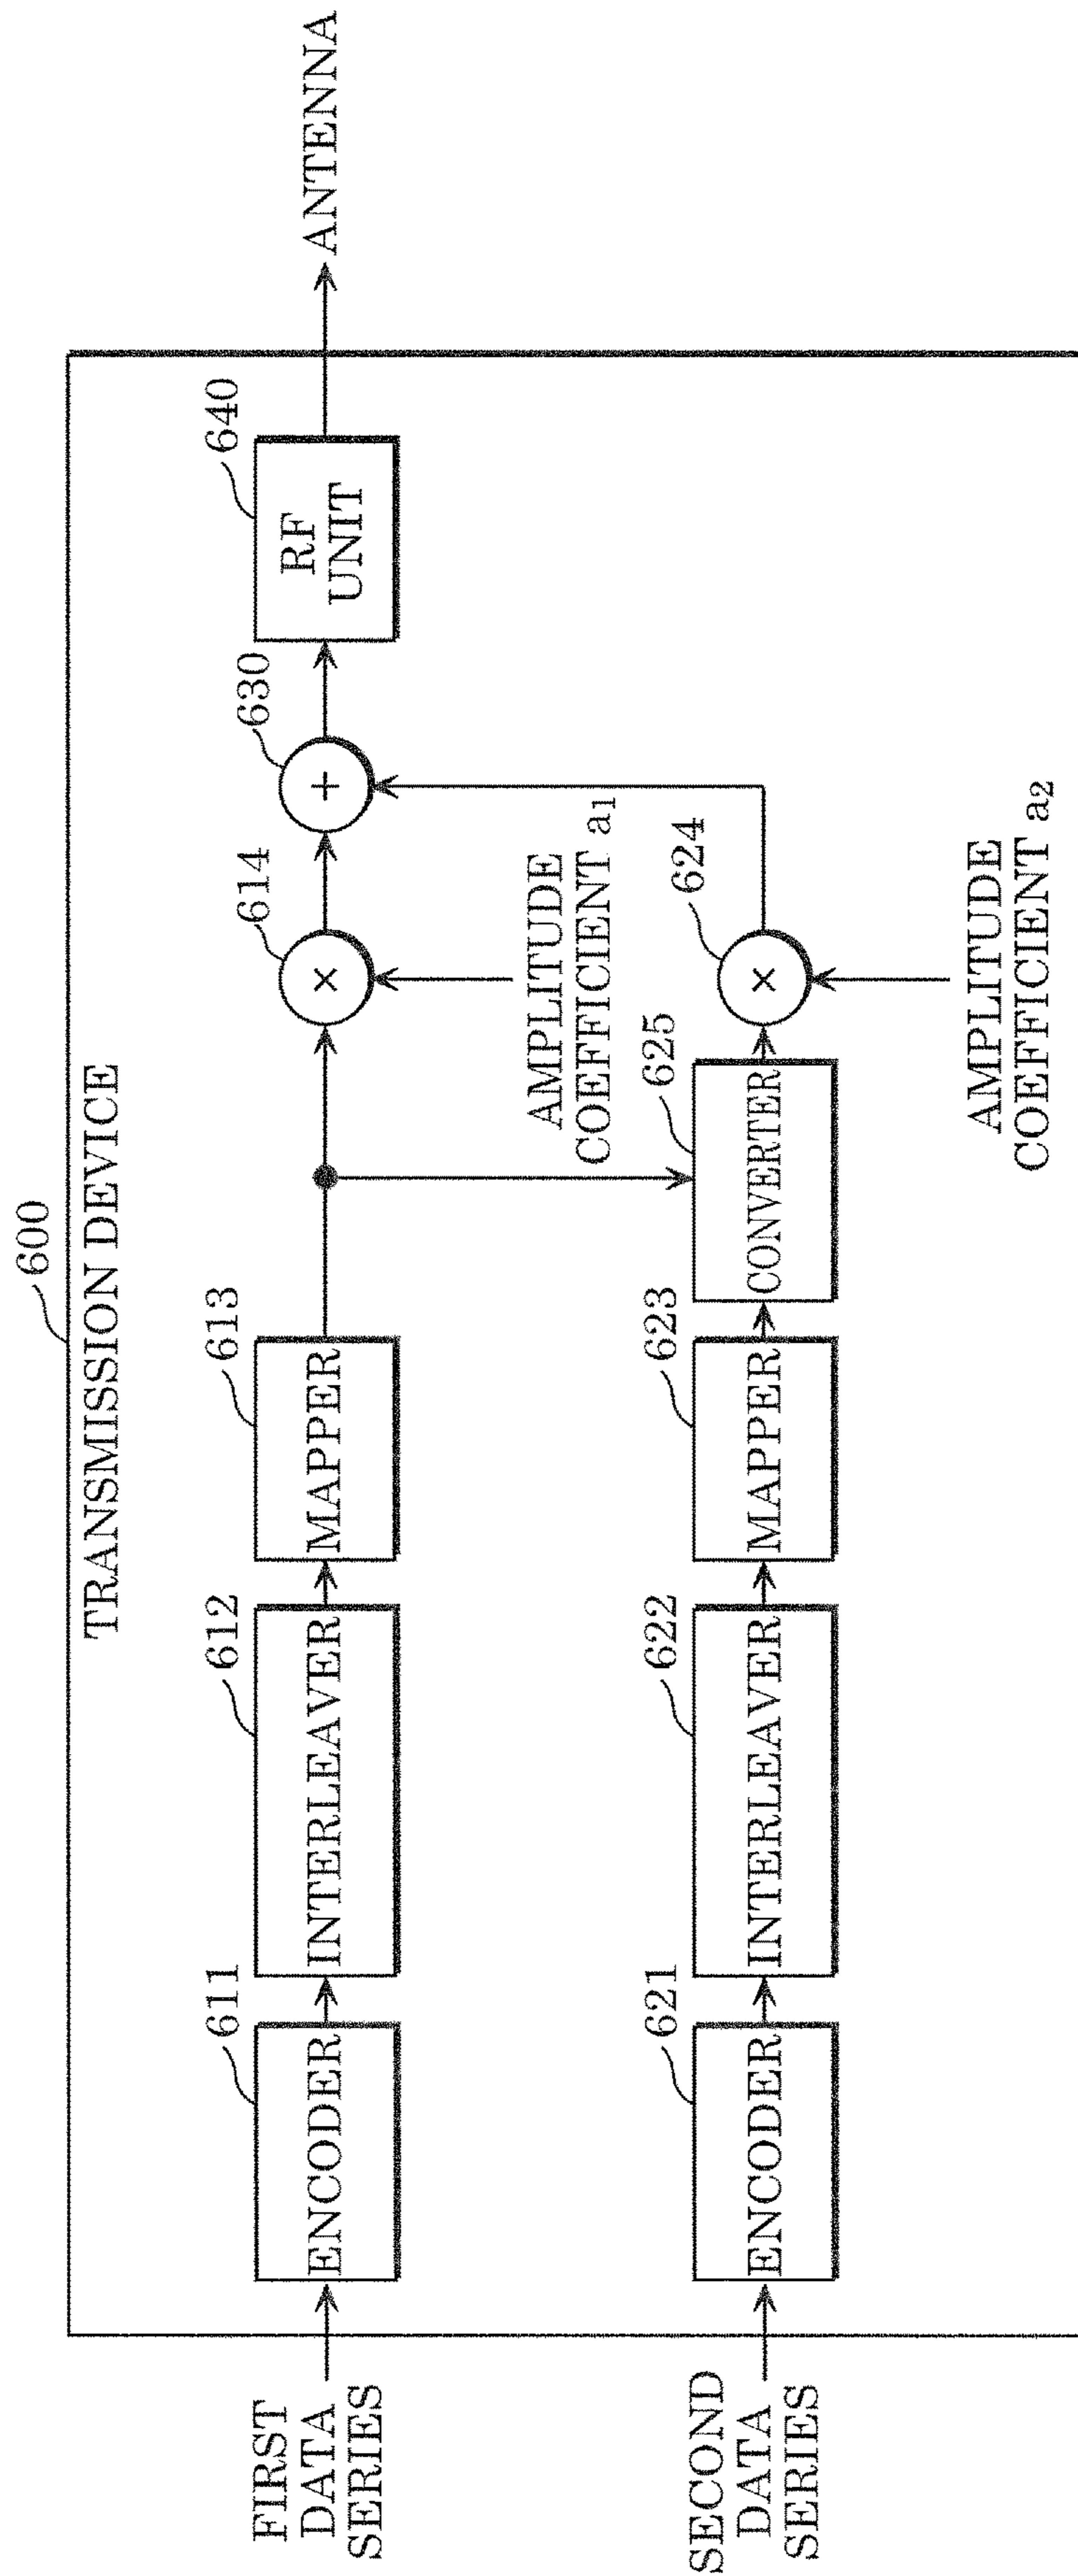 600
TRANSMISSION DEVICE
FIRST
DATA
SERIES
611
ENCODER
612
INTERLEAVER
613
MAPPER
614
×
AMPLITUDE
COEFFICIENT a₁
630
+
640
RF
UNIT
ANTENNA
SECOND
DATA
SERIES
621
ENCODER
622
INTERLEAVER
623
MAPPER
625
CONVERTER
624
×
AMPLITUDE
COEFFICIENT a₂